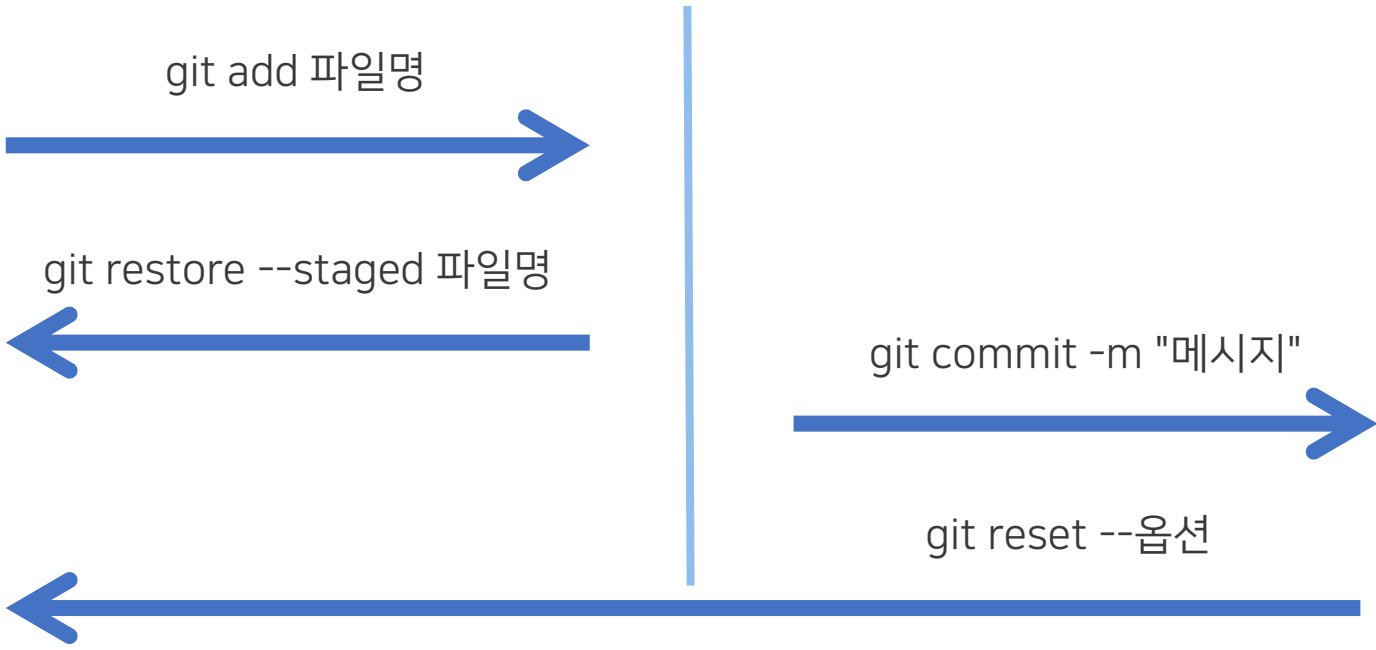 git add 파일명
git restore --staged 파일명
git commit -m "메시지"
git reset --옵션